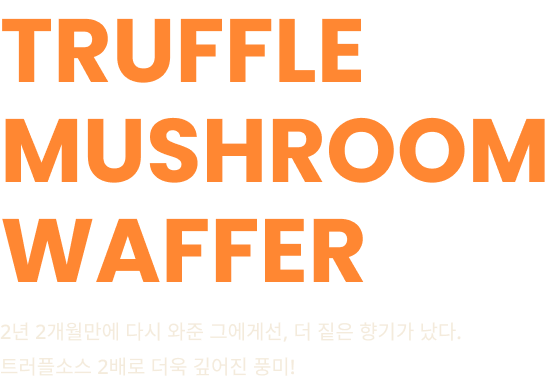 TRUFFLE
MUSHROOM
WAFFER
2년 2개월만에 다시 와준 그에게선, 더 짙은 향기가 났다.
트러플소스 2배로 더욱 깊어진 풍미!